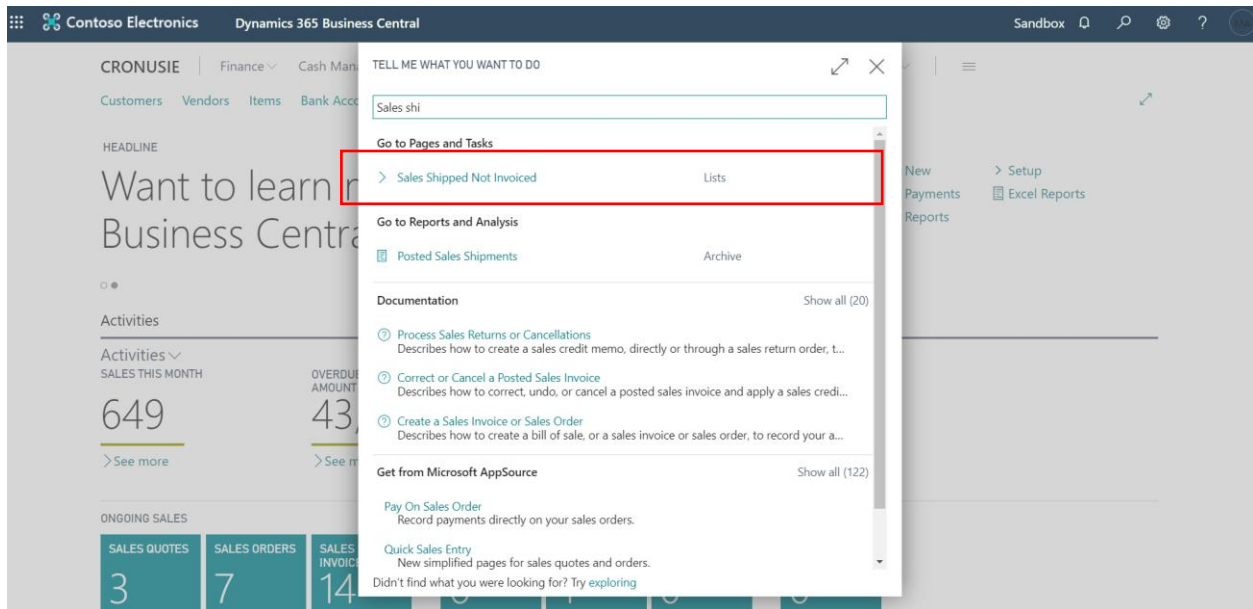 Contoso Electronics Dynamics 365 Business Central Sandbox ?
CRONUSIE Finance Cash Man
Customers Vendors Items Bank Acco
HEADLINE
Want to learn
Business Centra
Activities
Activities
SALES THIS MONTH
649
>See more
OVERDUE
AMOUNT
43,
>See m
ONGOING SALES
SALES QUOTES
3
SALES ORDERS
7
SALES
INVOIC
14
TELL ME WHAT YOU WANT TO DO
Sales shi
Go to Pages and Tasks
> Sales Shipped Not Invoiced Lists
Go to Reports and Analysis
Posted Sales Shipments Archive
Documentation Show all (20)
Process Sales Returns or Cancellations
Describes how to create a sales credit memo, directly or through a sales return order, t...
Correct or Cancel a Posted Sales Invoice
Describes how to correct, undo, or cancel a posted sales invoice and apply a sales credi...
Create a Sales Invoice or Sales Order
Describes how to create a bill of sale, or a sales invoice or sales order, to record your a...
Get from Microsoft AppSource Show all (122)
Pay On Sales Order
Record payments directly on your sales orders.
Quick Sales Entry
New simplified pages for sales quotes and orders.
Didn't find what you were looking for? Try exploring
New > Setup
Payments Excel Reports
Reports